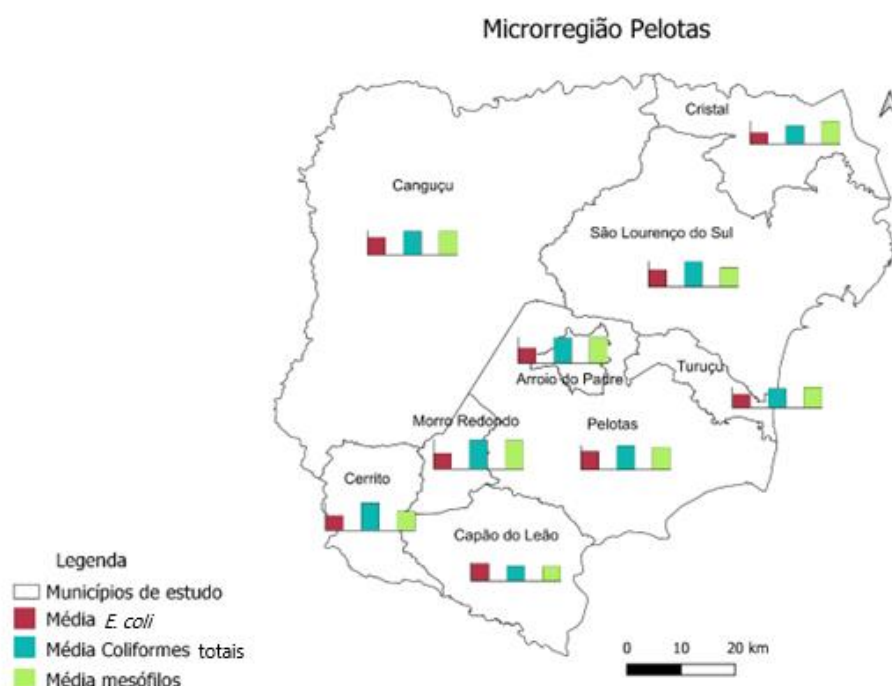 Microrregião Pelotas
Cristal
Canguçu
São Lourenço do Sul
Arroio do Padre
Turuçu
Morro Redondo
Pelotas
Cerrito
Capão do Leão
Legenda
Municípios de estudo
Média E. coli
Média Coliformes totais
Média mesófilos
0 10 20 km